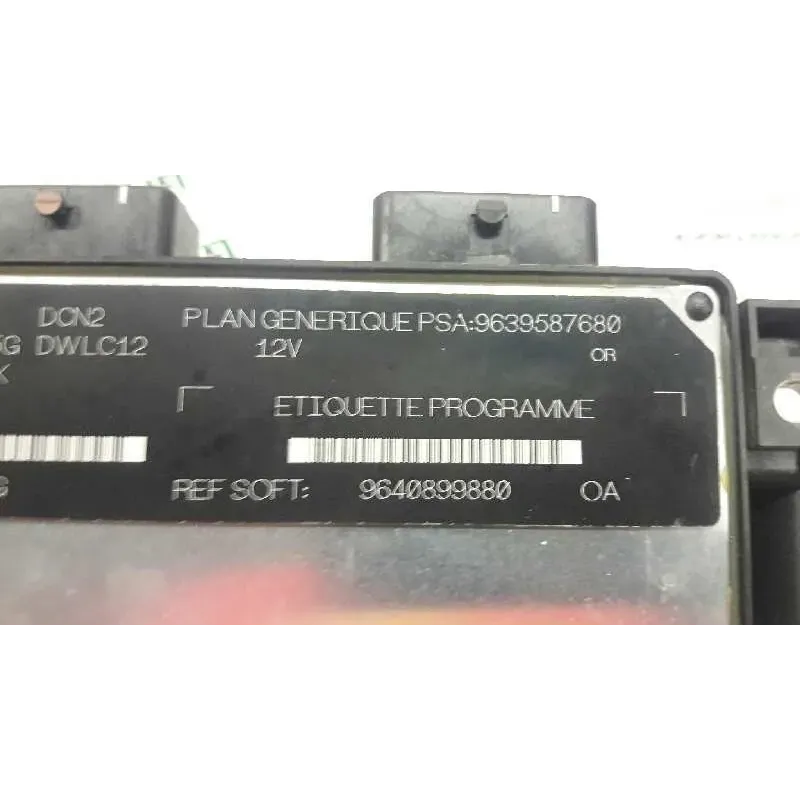 DCN2 PLAN GENERIQUE PSA:9639587680
DWLC12 12V OR
ETIQUETTE PROGRAMME
REF SOFT: 9640899880 OA